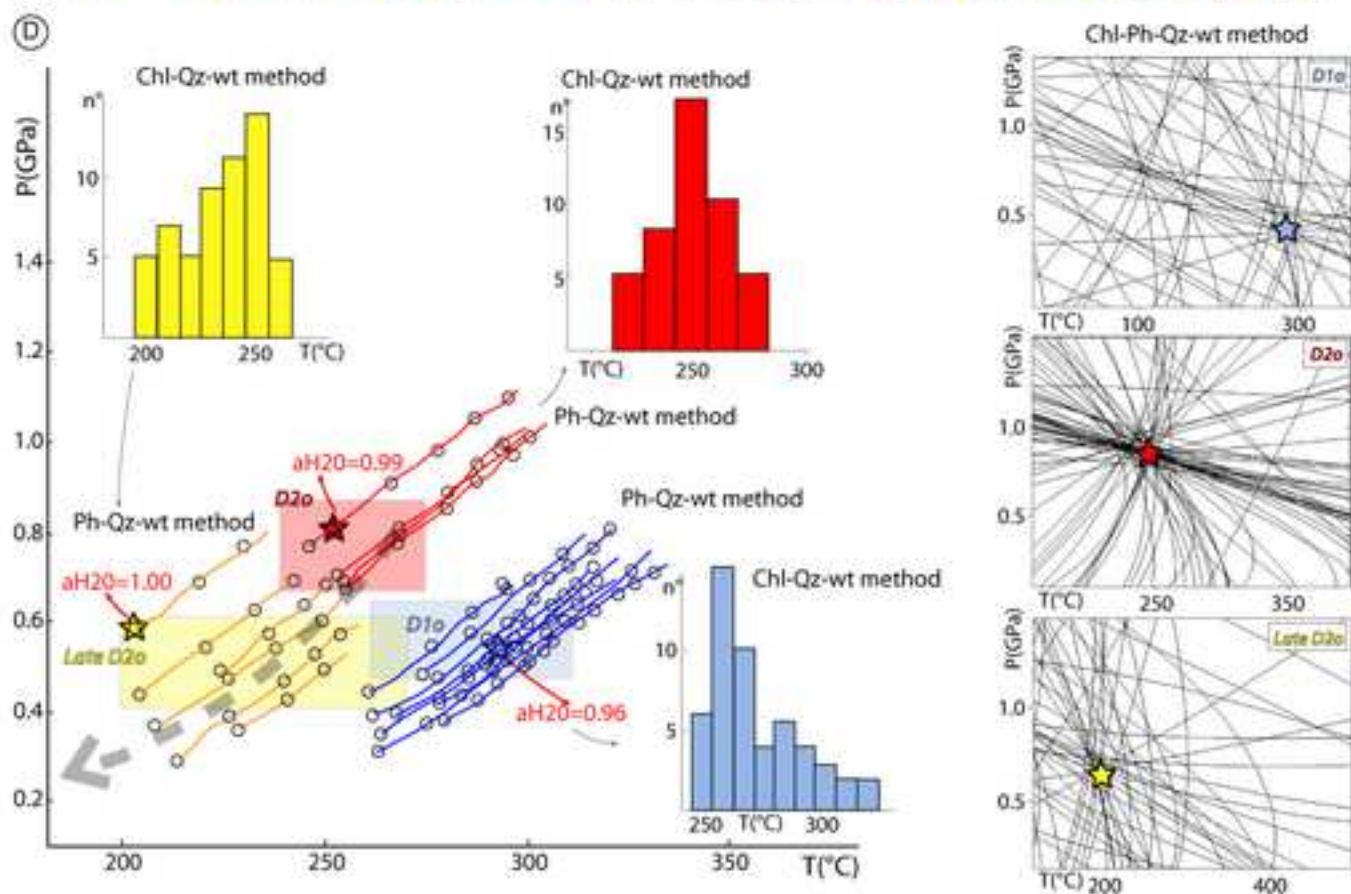 D
P(GPa)
1.4
1.2
1.0
0.8
0.6
0.4
0.2
200
250
300
350
T(°C)
Chl-Qz-wt method
n°
10
5
200
250
T(°C)
Chl-Qz-wt method
n°
15
10
5
T(°C)
250
300
Ph-Qz-wt method
aH20=0.99
D2o
Ph-Qz-wt method
aH20=1.00
Late D2o
Ph-Qz-wt method
D1o
aH20=0.96
Chl-Qz-wt method
n°
10
5
250
T(°C)
300
Chl-Ph-Qz-wt method
P(GPa)
D1o
1.0
0.5
T(°C)
100
300
P(GPa)
D2o
1.0
0.5
T(°C)
250
350
P(GPa)
Late D2o
1.0
0.5
T(°C)
200
400